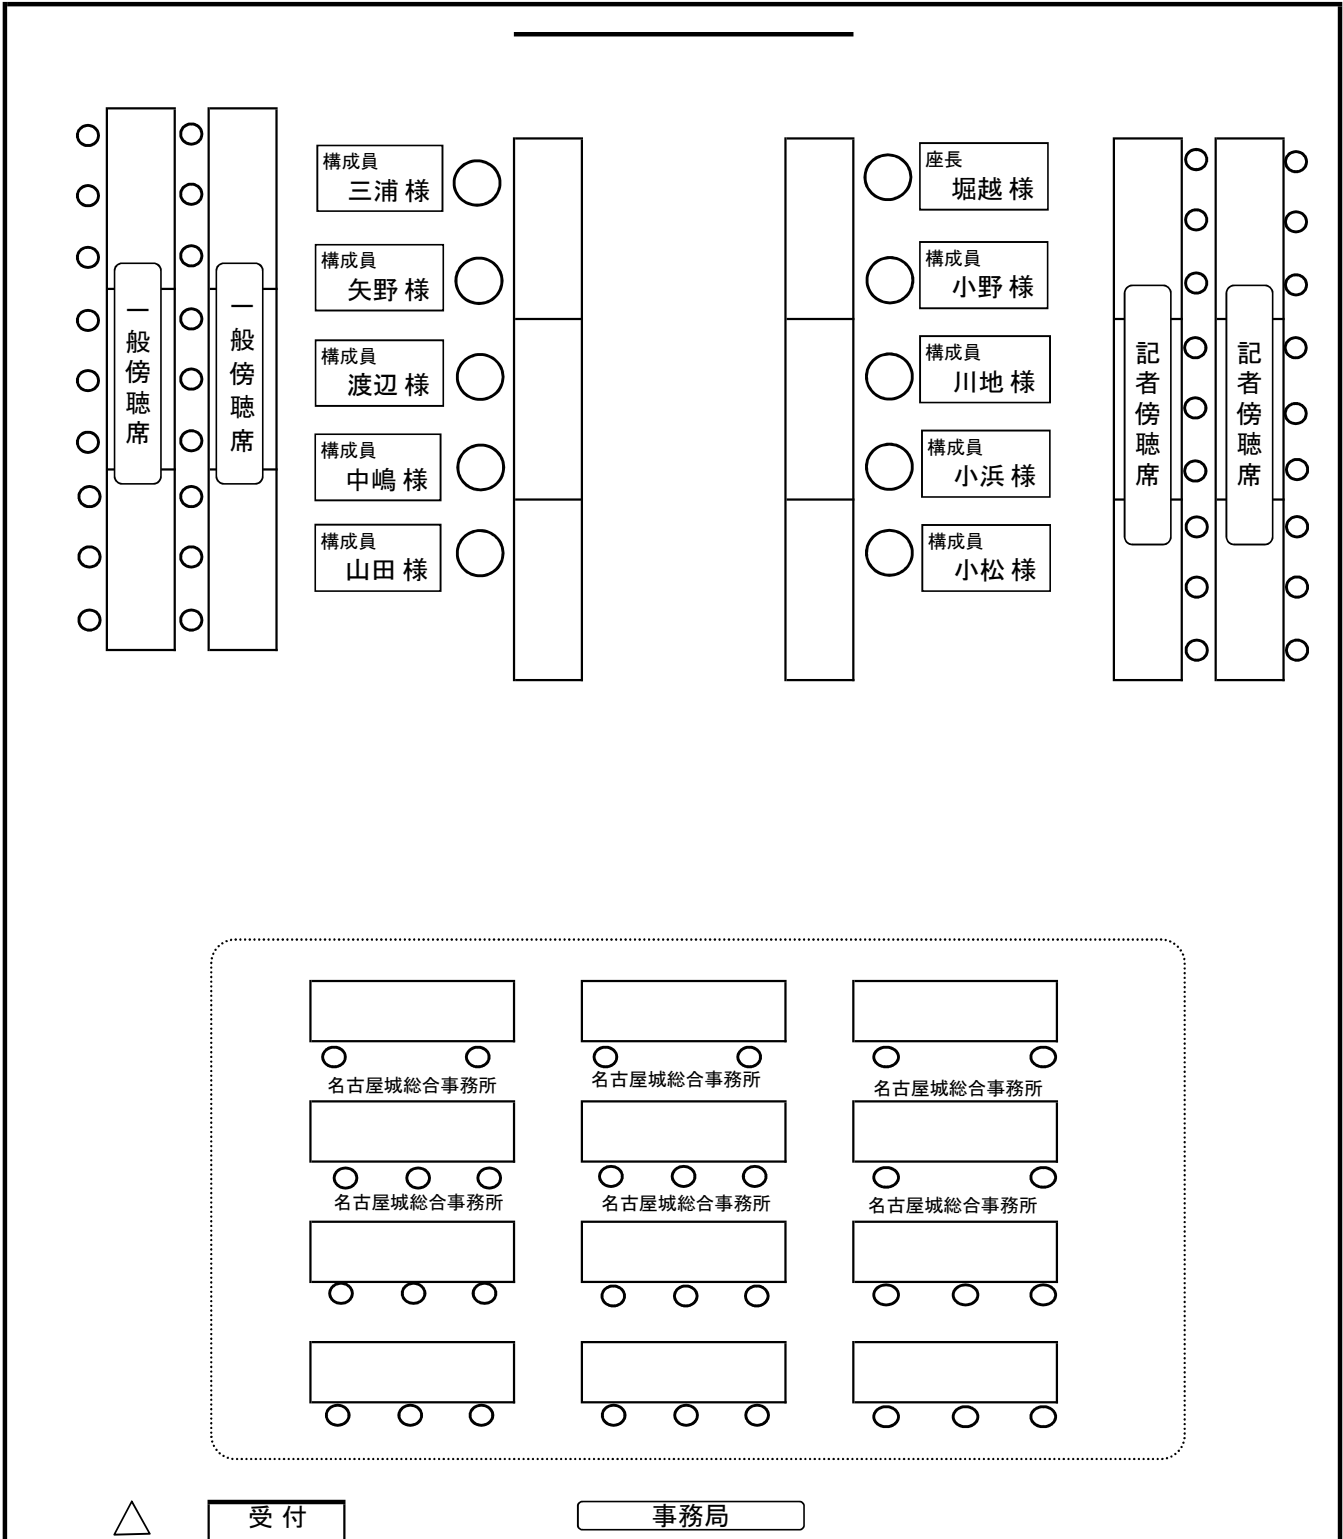 構成員
三浦 様
構成員
矢野 様
構成員
渡辺 様
構成員
中嶋 様
構成員
山田 様
座長
堀越 様
構成員
小野 様
構成員
川地 様
構成員
小浜 様
構成員
小松 様
一般傍聴席
一般傍聴席
記者傍聴席
記者傍聴席
名古屋城総合事務所
名古屋城総合事務所
名古屋城総合事務所
名古屋城総合事務所
名古屋城総合事務所
名古屋城総合事務所
受 付
事務局